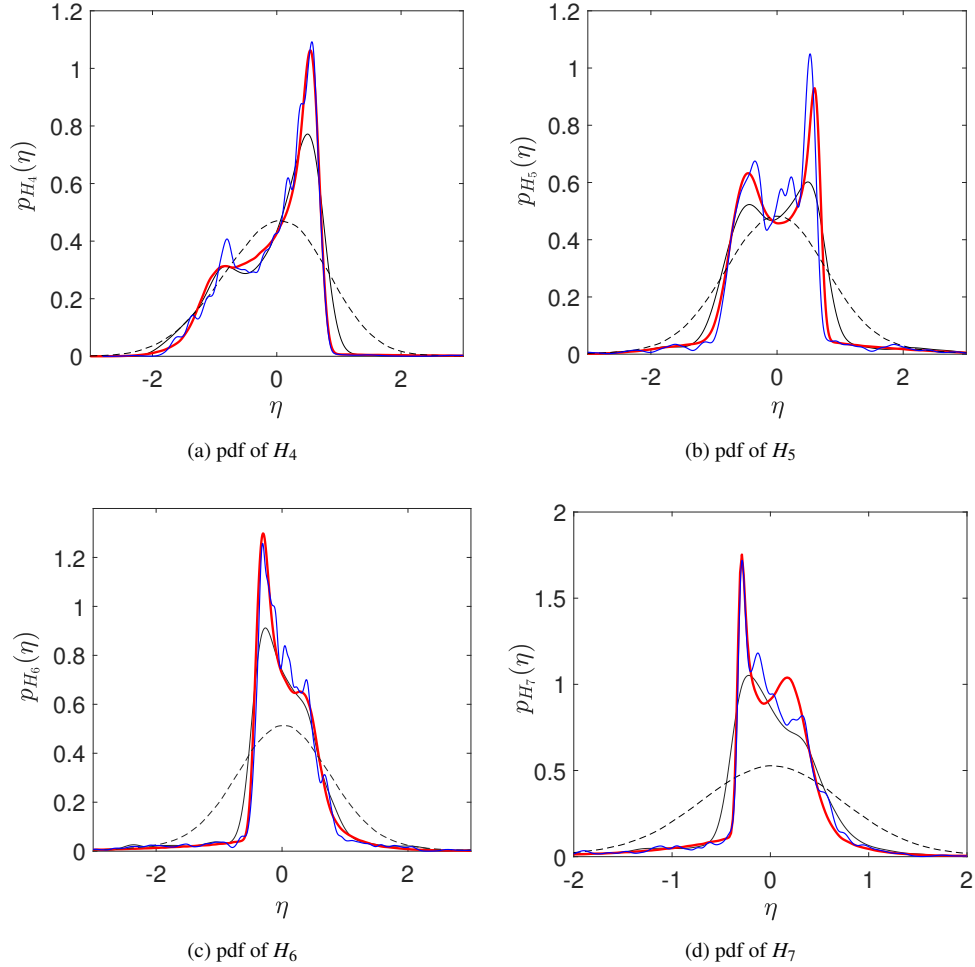 1.2
1
0.8
0.6
0.4
0.2
0
-2 0 2
p_{H_4}(η)
η
(a) pdf of H_4
1.2
1
0.8
0.6
0.4
0.2
0
-2 0 2
p_{H_5}(η)
η
(b) pdf of H_5
1.2
1
0.8
0.6
0.4
0.2
0
-2 0 2
p_{H_6}(η)
η
(c) pdf of H_6
2
1.5
1
0.5
0
-2 -1 0 1 2
p_{H_7}(η)
η
(d) pdf of H_7